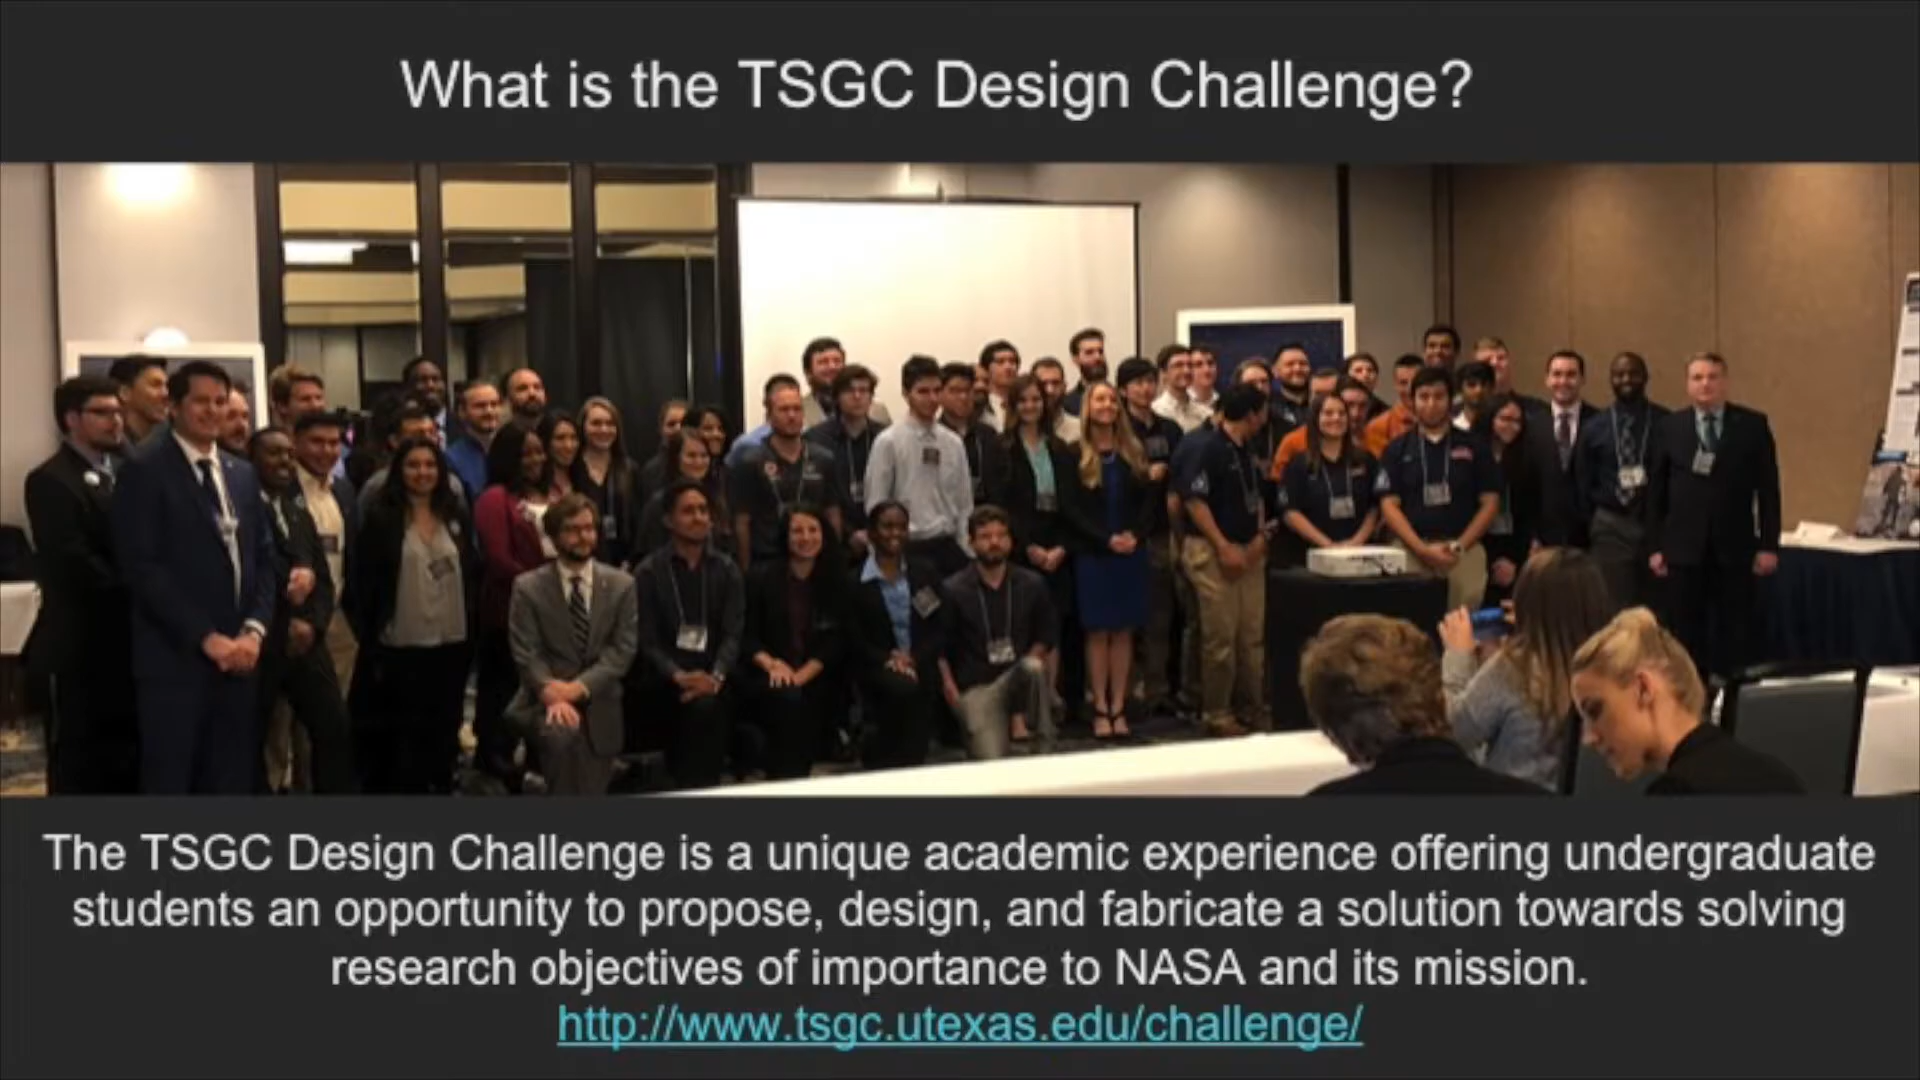 What is the TSGC Design Challenge?
The TSGC Design Challenge is a unique academic experience offering undergraduate
students an opportunity to propose, design, and fabricate a solution towards solving
research objectives of importance to NASA and its mission.
http://www.tsgc.utexas.edu/challenge/